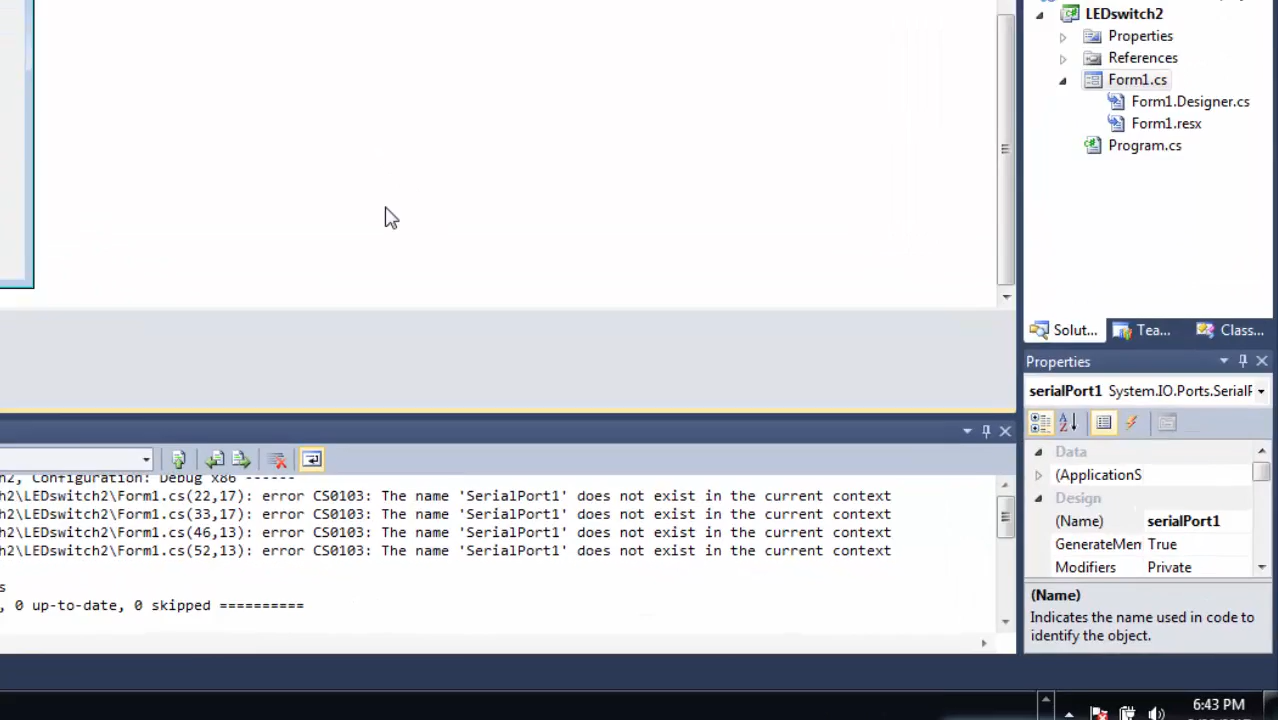 LEDswitch2
Properties
References
Form1.cs
Form1.Designer.cs
Form1.resx
Program.cs
Solut...
Tea...
Class...
Properties
serialPort1 System.IO.Ports.SerialP
Data
(ApplicationS
Design
(Name) serialPort1
GenerateMem True
Modifiers Private
(Name)
Indicates the name used in code to
identify the object.
h2, Configuration: Debug x86 ------
h2\LEDswitch2\Form1.cs(22,17): error CS0103: The name 'SerialPort1' does not exist in the current context
h2\LEDswitch2\Form1.cs(33,17): error CS0103: The name 'SerialPort1' does not exist in the current context
h2\LEDswitch2\Form1.cs(46,13): error CS0103: The name 'SerialPort1' does not exist in the current context
h2\LEDswitch2\Form1.cs(52,13): error CS0103: The name 'SerialPort1' does not exist in the current context
s
, 0 up-to-date, 0 skipped ==========
6:43 PM